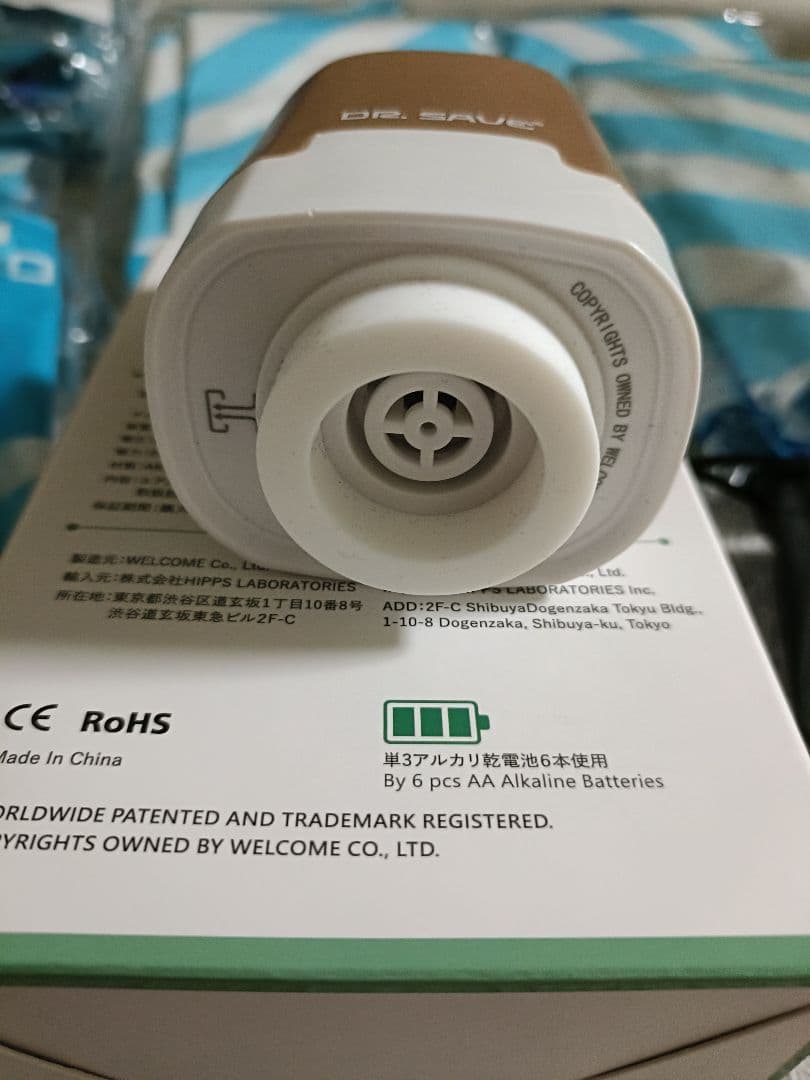 DR. SAVE®
COPYRIGHTS OWNED BY WELCO
製造元:WELCOME Co., Ltd.
輸入元:株式会社HIPPS LABORATORIES
所在地:東京都渋谷区道玄坂1丁目10番8号
渋谷道玄坂東急ビル2F-C
, Ltd.
PS LABORATORIES Inc.
ADD:2F-C ShibuyaDogenzaka Tokyu Bldg.,
1-10-8 Dogenzaka, Shibuya-ku, Tokyo
CE RoHS
Made In China
単3アルカリ乾電池6本使用
By 6 pcs AA Alkaline Batteries
ORLDWIDE PATENTED AND TRADEMARK REGISTERED.
PYRIGHTS OWNED BY WELCOME CO., LTD.